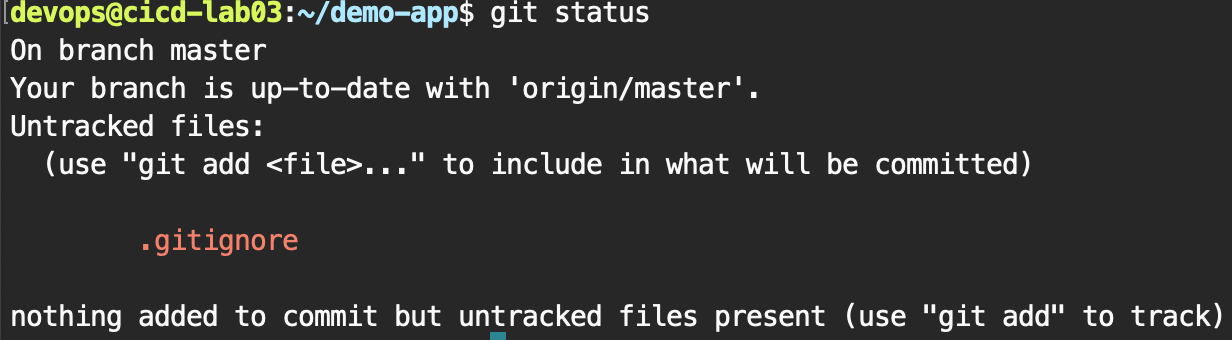 [devops@cicd-lab03:~/demo-app$ git status
On branch master
Your branch is up-to-date with 'origin/master'.
Untracked files:
  (use "git add <file>..." to include in what will be committed)
        .gitignore
nothing added to commit but untracked files present (use "git add" to track)